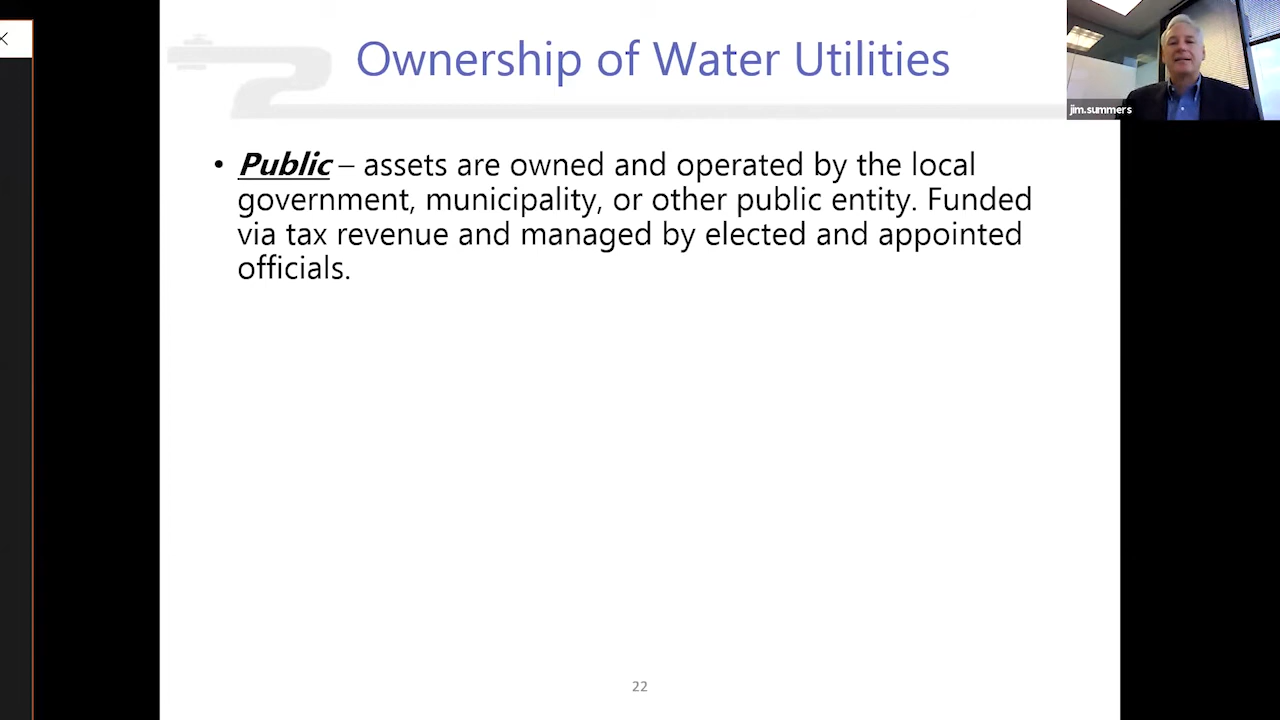 Ownership of Water Utilities
jim.summers
• Public – assets are owned and operated by the local
government, municipality, or other public entity. Funded
via tax revenue and managed by elected and appointed
officials.
22